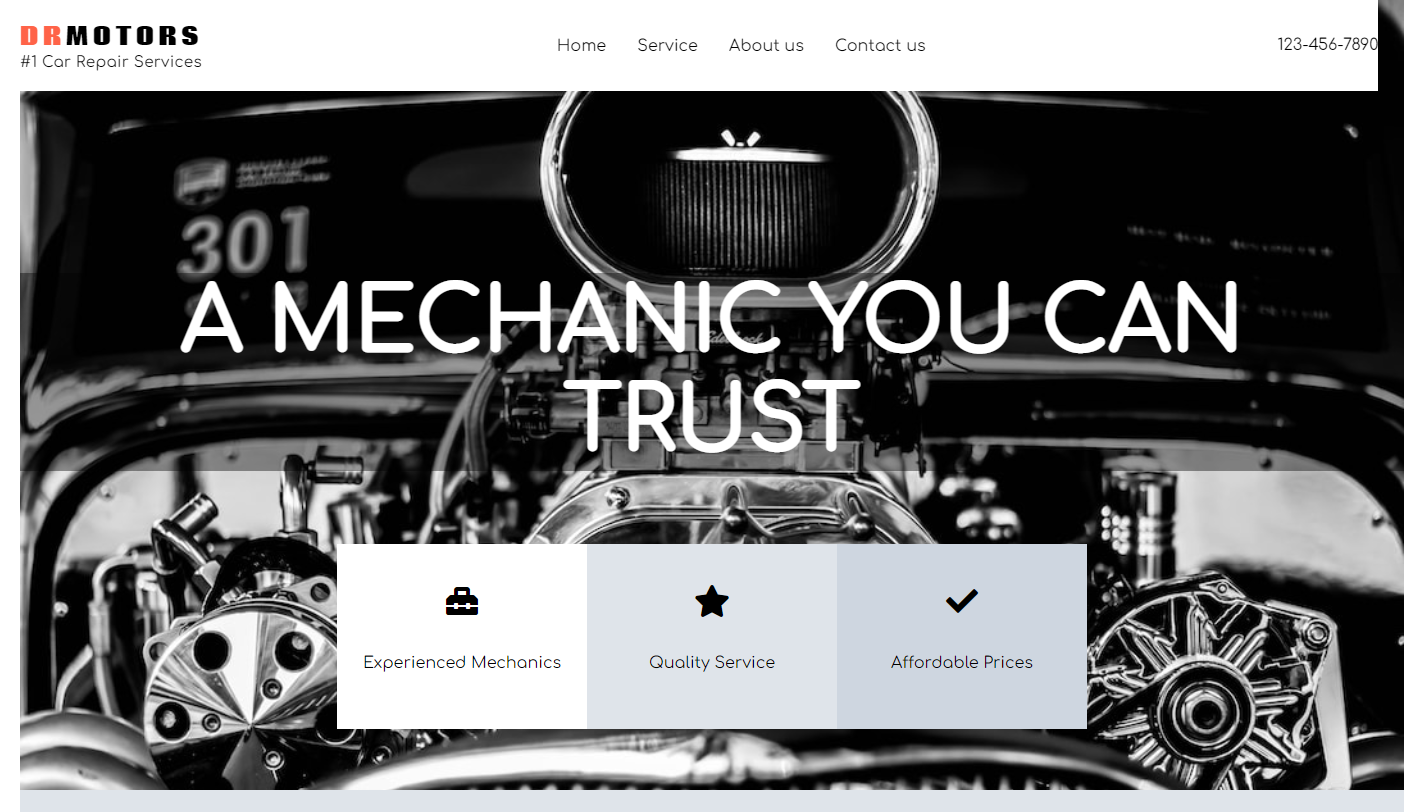 DRMOTORS
#1 Car Repair Services
Home Service About us Contact us
123-456-7890
301
A MECHANIC YOU CAN
TRUST
Experienced Mechanics Quality Service Affordable Prices